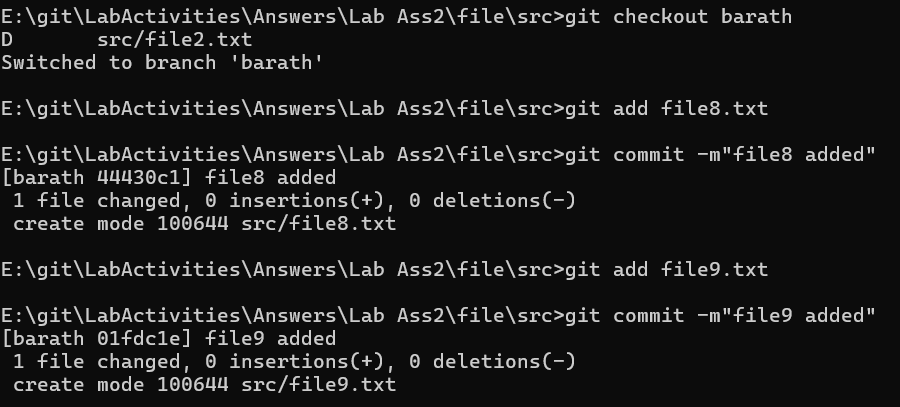 E:\git\LabActivities\Answers\Lab Ass2\file\src>git checkout barath
D       src/file2.txt
Switched to branch 'barath'
E:\git\LabActivities\Answers\Lab Ass2\file\src>git add file8.txt
E:\git\LabActivities\Answers\Lab Ass2\file\src>git commit -m"file8 added"
[barath 44430c1] file8 added
 1 file changed, 0 insertions(+), 0 deletions(-)
 create mode 100644 src/file8.txt
E:\git\LabActivities\Answers\Lab Ass2\file\src>git add file9.txt
E:\git\LabActivities\Answers\Lab Ass2\file\src>git commit -m"file9 added"
[barath 01fdc1e] file9 added
 1 file changed, 0 insertions(+), 0 deletions(-)
 create mode 100644 src/file9.txt